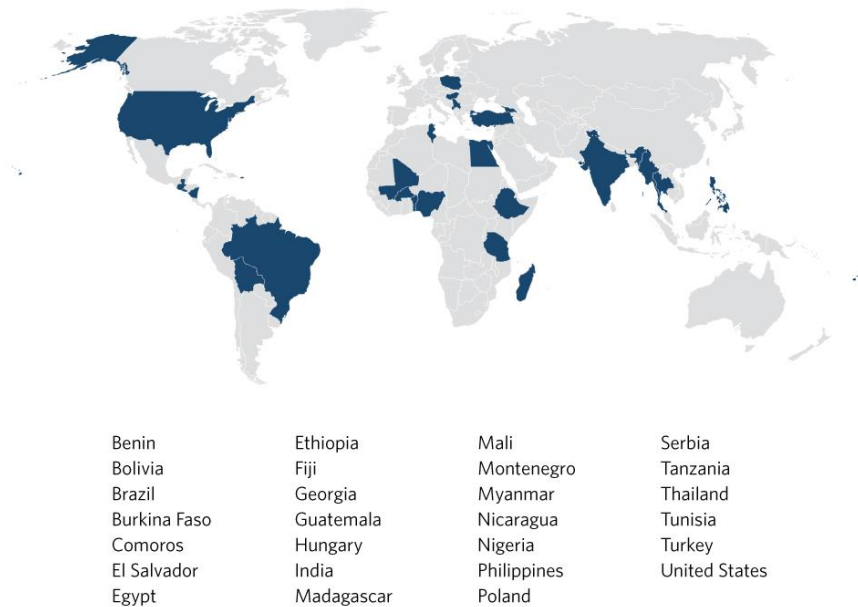 Benin
Bolivia
Brazil
Burkina Faso
Comoros
El Salvador
Egypt
Ethiopia
Fiji
Georgia
Guatemala
Hungary
India
Madagascar
Mali
Montenegro
Myanmar
Nicaragua
Nigeria
Philippines
Poland
Serbia
Tanzania
Thailand
Tunisia
Turkey
United States